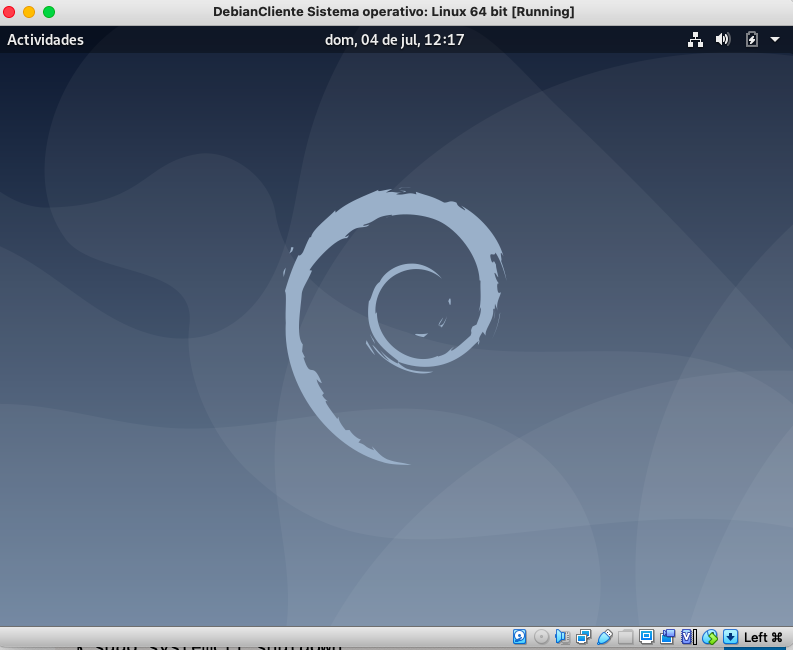 DebianCliente Sistema operativo: Linux 64 bit [Running]
Actividades
dom, 04 de jul, 12:17
Left ⌘